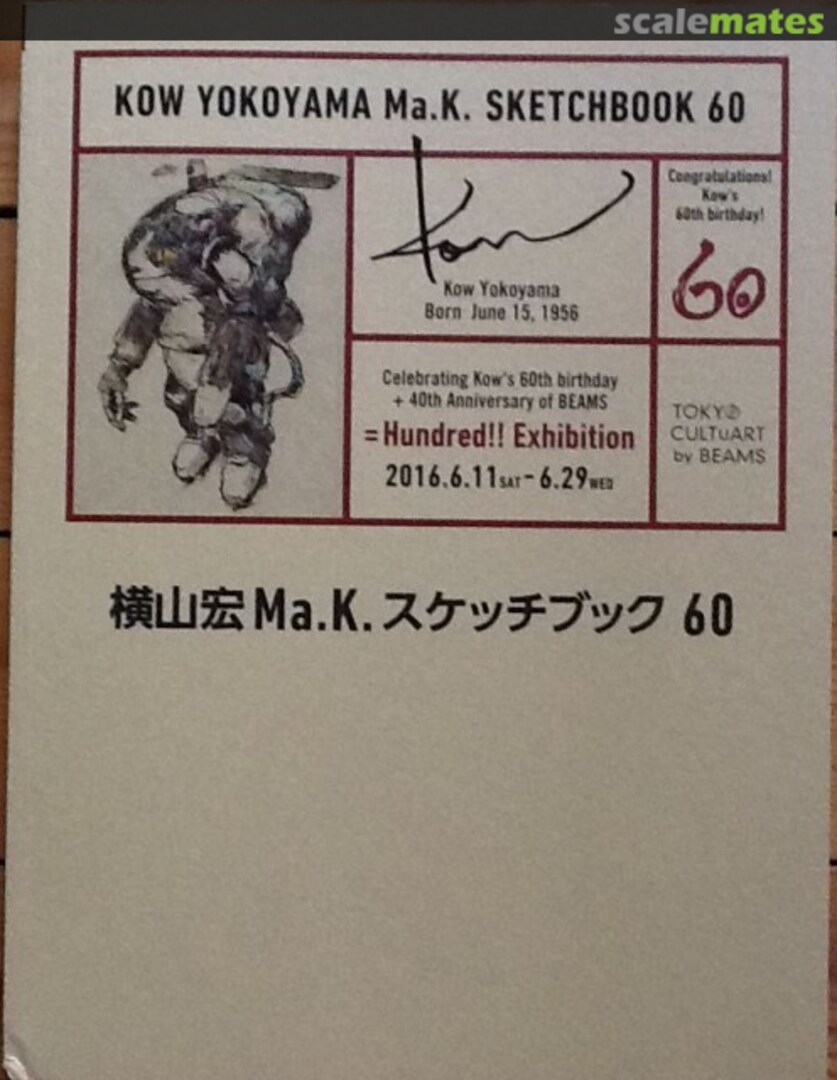 scalemates
KOW YOKOYAMA Ma.K. SKETCHBOOK 60
Kow
Kow Yokoyama
Born June 15, 1956
Congratulations!
Kow's
60th birthday!
60
Celebrating Kow's 60th birthday
+ 40th Anniversary of BEAMS
=Hundred!! Exhibition
2016.6.11SAT-6.29WED
TOKYO
CULTuART
by BEAMS
横山宏Ma.K.スケッチブック 60